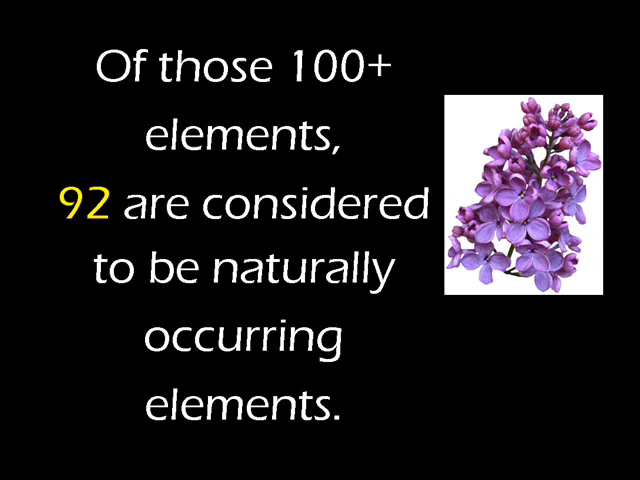 Of those 100+
elements,
92 are considered
to be naturally
occurring
elements.